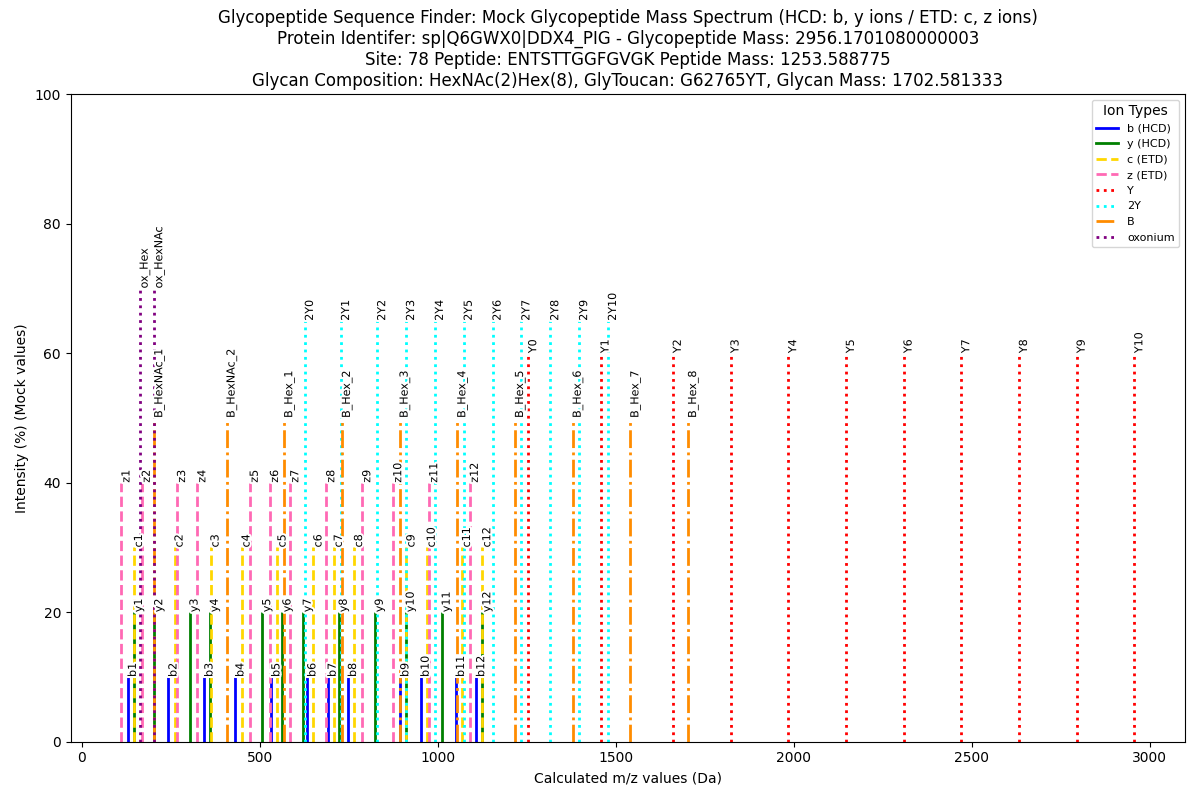 Glycopeptide Sequence Finder: Mock Glycopeptide Mass Spectrum (HCD: b, y ions / ETD: c, z ions)
Protein Identifer: sp|Q6GWX0|DDX4_PIG - Glycopeptide Mass: 2956.1701080000003
Site: 78 Peptide: ENTSTTGGFGVGK Peptide Mass: 1253.588775
Glycan Composition: HexNAc(2)Hex(8), GlyToucan: G62765YT, Glycan Mass: 1702.581333
Intensity (%) (Mock values)
100
80
60
40
20
0
Ion Types
b (HCD)
y (HCD)
c (ETD)
z (ETD)
Y
2Y
B
oxonium
ox_Hex
ox_HexNAc
2Y0
2Y1
2Y2
2Y3
2Y4
2Y5
2Y6
2Y7
2Y8
2Y9
2Y10
Y0
Y1
Y2
Y3
Y4
Y5
Y6
Y7
Y8
Y9
Y10
B_HexNAc_1
B_HexNAc_2
B_Hex_1
B_Hex_2
B_Hex_3
B_Hex_4
B_Hex_5
B_Hex_6
B_Hex_7
B_Hex_8
z1
z2
z3
z4
z5
z6
z7
z8
z9
z10
z11
z12
c1
c2
c3
c4
c5
c6
c7
c8
c9
c10
c11
c12
y1
y2
y3
y4
y5
y6
y7
y8
y9
y10
y11
y12
b1
b2
b3
b4
b5
b6
b7
b8
b9
b10
b11
b12
0
500
1000
1500
2000
2500
3000
Calculated m/z values (Da)